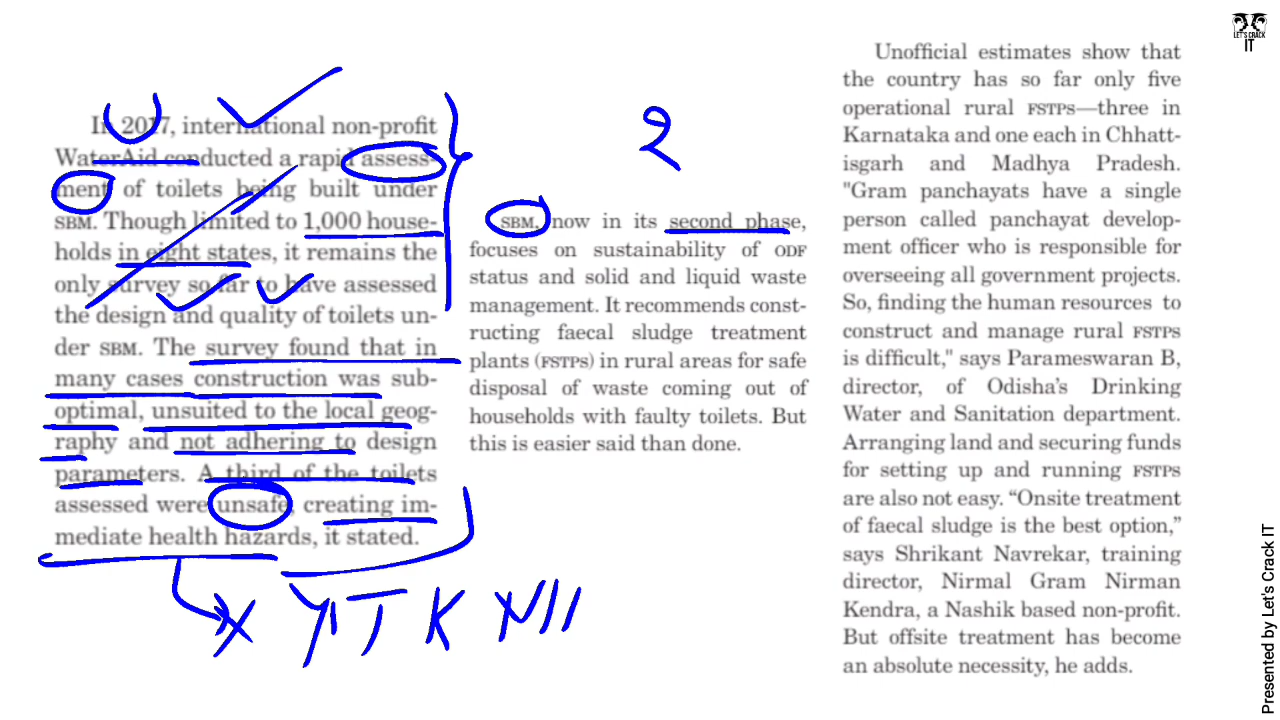 In 2017, international non-profit
WaterAid conducted a rapid assess-
ment of toilets being built under
SBM. Though limited to 1,000 house-
holds in eight states, it remains the
only survey so far to have assessed
the design and quality of toilets un-
der SBM. The survey found that in
many cases construction was sub-
optimal, unsuited to the local geog-
raphy and not adhering to design
parameters. A third of the toilets
assessed were unsafe, creating im-
mediate health hazards, it stated.
२
SBM, now in its second phase,
focuses on sustainability of ODF
status and solid and liquid waste
management. It recommends const-
ructing faecal sludge treatment
plants (FSTPs) in rural areas for safe
disposal of waste coming out of
households with faulty toilets. But
this is easier said than done.
Unofficial estimates show that
the country has so far only five
operational rural FSTPs—three in
Karnataka and one each in Chhatt-
isgarh and Madhya Pradesh.
"Gram panchayats have a single
person called panchayat develop-
ment officer who is responsible for
overseeing all government projects.
So, finding the human resources to
construct and manage rural FSTPs
is difficult," says Parameswaran B,
director, of Odisha's Drinking
Water and Sanitation department.
Arranging land and securing funds
for setting up and running FSTPs
are also not easy. “Onsite treatment
of faecal sludge is the best option,”
says Shrikant Navrekar, training
director, Nirmal Gram Nirman
Kendra, a Nashik based non-profit.
But offsite treatment has become
an absolute necessity, he adds.
LET'S CRACK
IT
Presented by Let's Crack IT